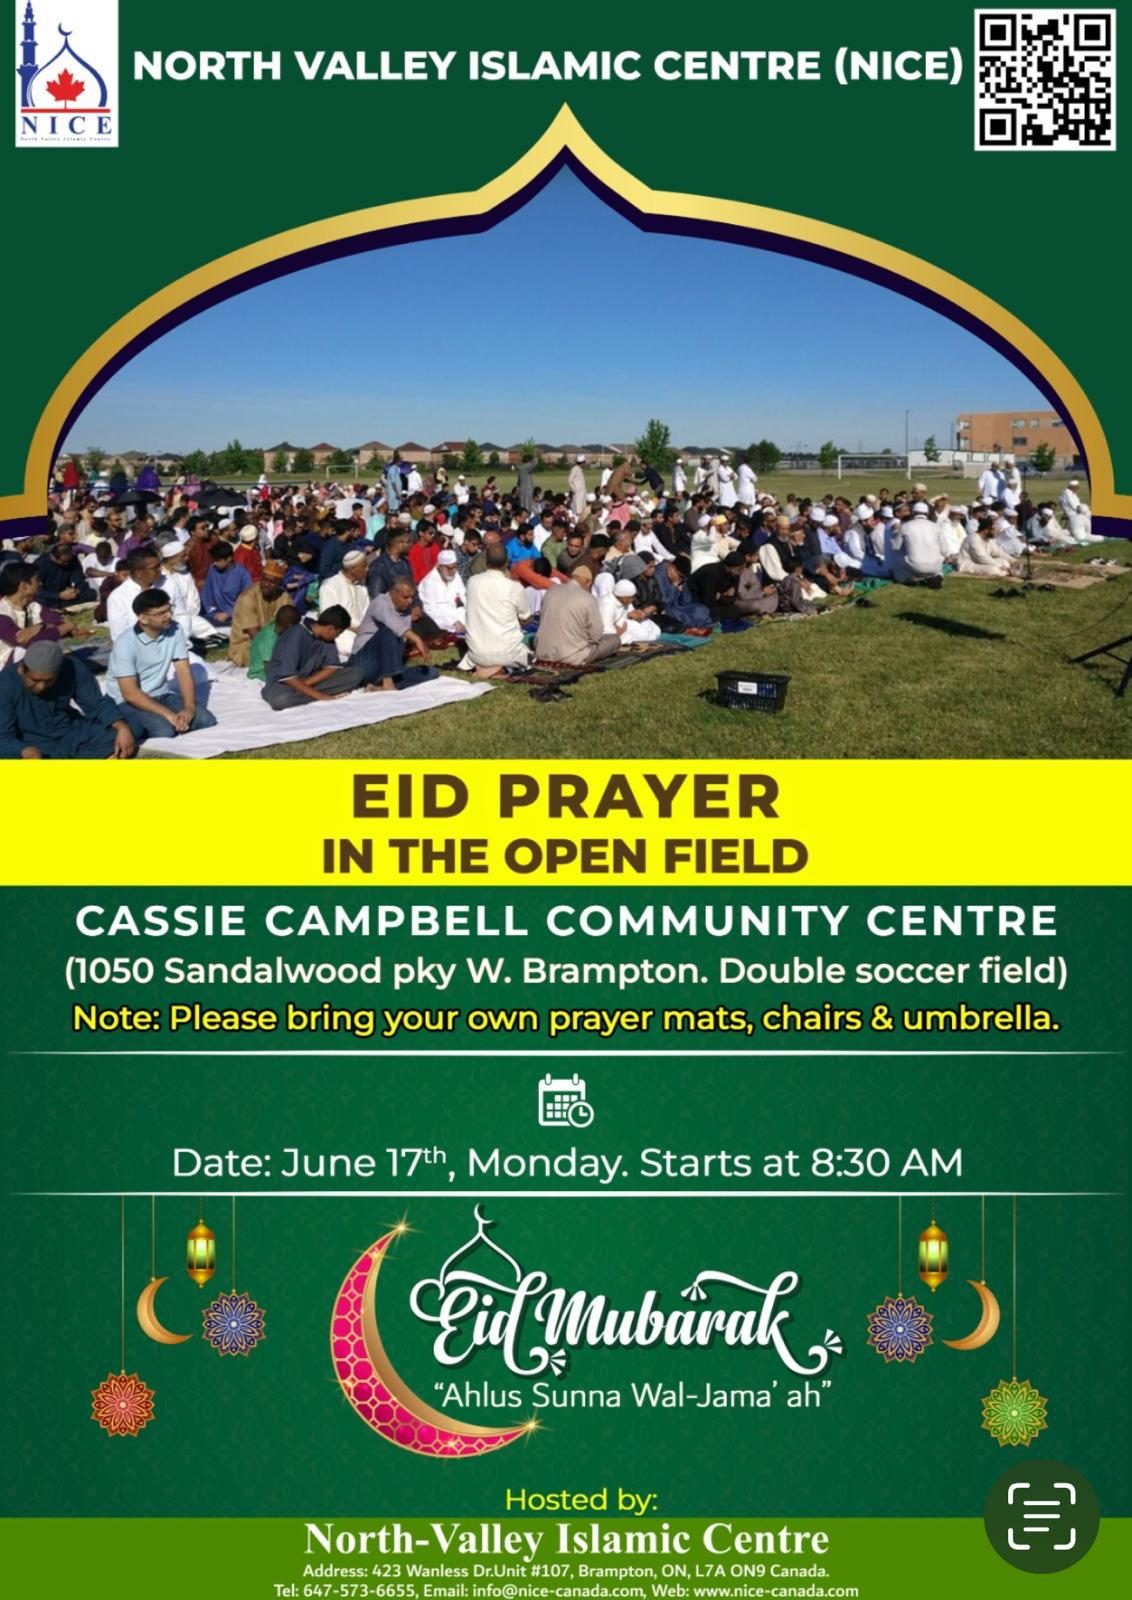 NORTH VALLEY ISLAMIC CENTRE (NICE)
NICE
North Valley Islamic Centre
EID PRAYER
IN THE OPEN FIELD
CASSIE CAMPBELL COMMUNITY CENTRE
(1050 Sandalwood pky W. Brampton. Double soccer field)
Note: Please bring your own prayer mats, chairs & umbrella.
Date: June 17th, Monday. Starts at 8:30 AM
Eid Mubarak
“Ahlus Sunna Wal-Jama’ ah”
Hosted by:
North-Valley Islamic Centre
Address: 423 Wanless Dr.Unit #107, Brampton, ON, L7A ON9 Canada.
Tel: 647-573-6655, Email: info@nice-canada.com, Web: www.nice-canada.com